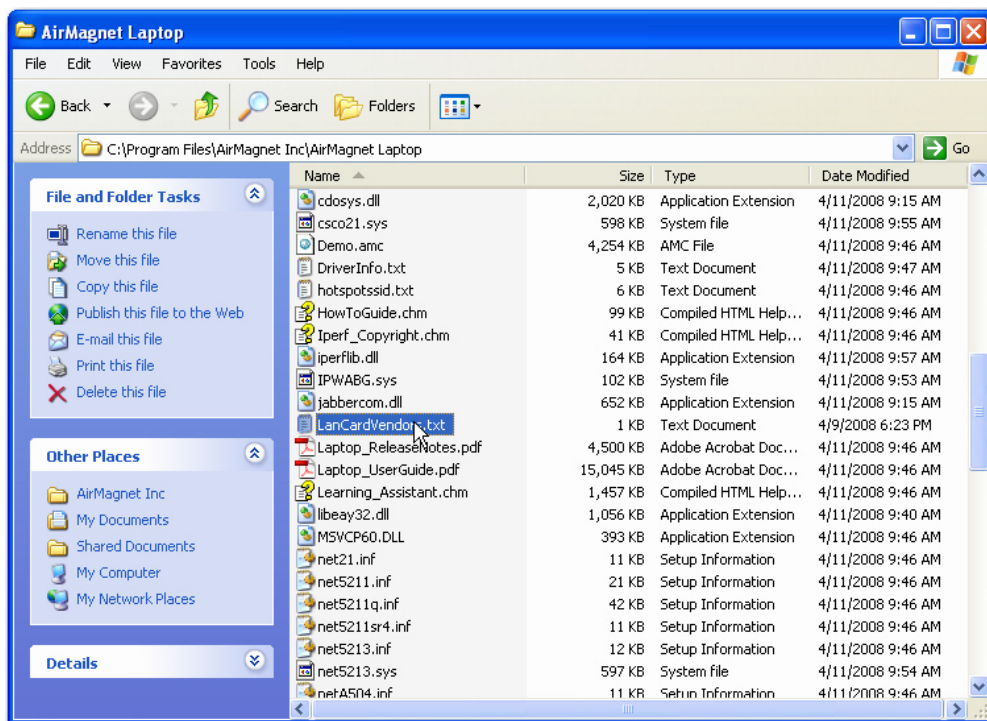 AirMagnet Laptop
File Edit View Favorites Tools Help
Back Search Folders
Address C:\Program Files\AirMagnet Inc\AirMagnet Laptop Go
File and Folder Tasks
Rename this file
Move this file
Copy this file
Publish this file to the Web
E-mail this file
Print this file
Delete this file
Other Places
AirMagnet Inc
My Documents
Shared Documents
My Computer
My Network Places
Details
Name Size Type Date Modified
cdosys.dll 2,020 KB Application Extension 4/11/2008 9:15 AM
csco21.sys 598 KB System file 4/11/2008 9:55 AM
Demo.amc 4,254 KB AMC File 4/11/2008 9:46 AM
DriverInfo.txt 5 KB Text Document 4/11/2008 9:47 AM
hotspotssid.txt 6 KB Text Document 4/11/2008 9:46 AM
HowToGuide.chm 99 KB Compiled HTML Help... 4/11/2008 9:46 AM
Iperf_Copyright.chm 41 KB Compiled HTML Help... 4/11/2008 9:46 AM
iperflib.dll 164 KB Application Extension 4/11/2008 9:57 AM
IPWABG.sys 102 KB System file 4/11/2008 9:53 AM
jabbercom.dll 652 KB Application Extension 4/11/2008 9:15 AM
LanCardVendors.txt 1 KB Text Document 4/9/2008 6:23 PM
Laptop_ReleaseNotes.pdf 4,500 KB Adobe Acrobat Doc... 4/11/2008 9:46 AM
Laptop_UserGuide.pdf 15,045 KB Adobe Acrobat Doc... 4/11/2008 9:46 AM
Learning_Assistant.chm 1,457 KB Compiled HTML Help... 4/11/2008 9:46 AM
libeay32.dll 1,056 KB Application Extension 4/11/2008 9:40 AM
MSVCP60.DLL 393 KB Application Extension 4/11/2008 9:46 AM
net21.inf 11 KB Setup Information 4/11/2008 9:46 AM
net5211.inf 21 KB Setup Information 4/11/2008 9:46 AM
net5211q.inf 42 KB Setup Information 4/11/2008 9:46 AM
net5211sr4.inf 11 KB Setup Information 4/11/2008 9:46 AM
net5213.inf 12 KB Setup Information 4/11/2008 9:46 AM
net5213.sys 597 KB System file 4/11/2008 9:54 AM
netA504.inf 11 KB Setup Information 4/11/2008 9:46 AM